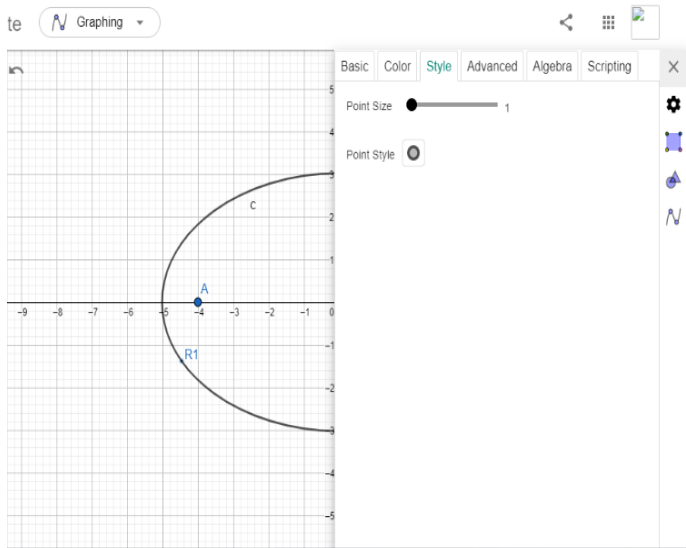 te Graphing
Basic Color Style Advanced Algebra Scripting
Point Size 1
Point Style
5
4
3
c
2
1
A
-9 -8 -7 -6 -5 -4 -3 -2 -1 0
-1
R1
-2
-3
-4
-5